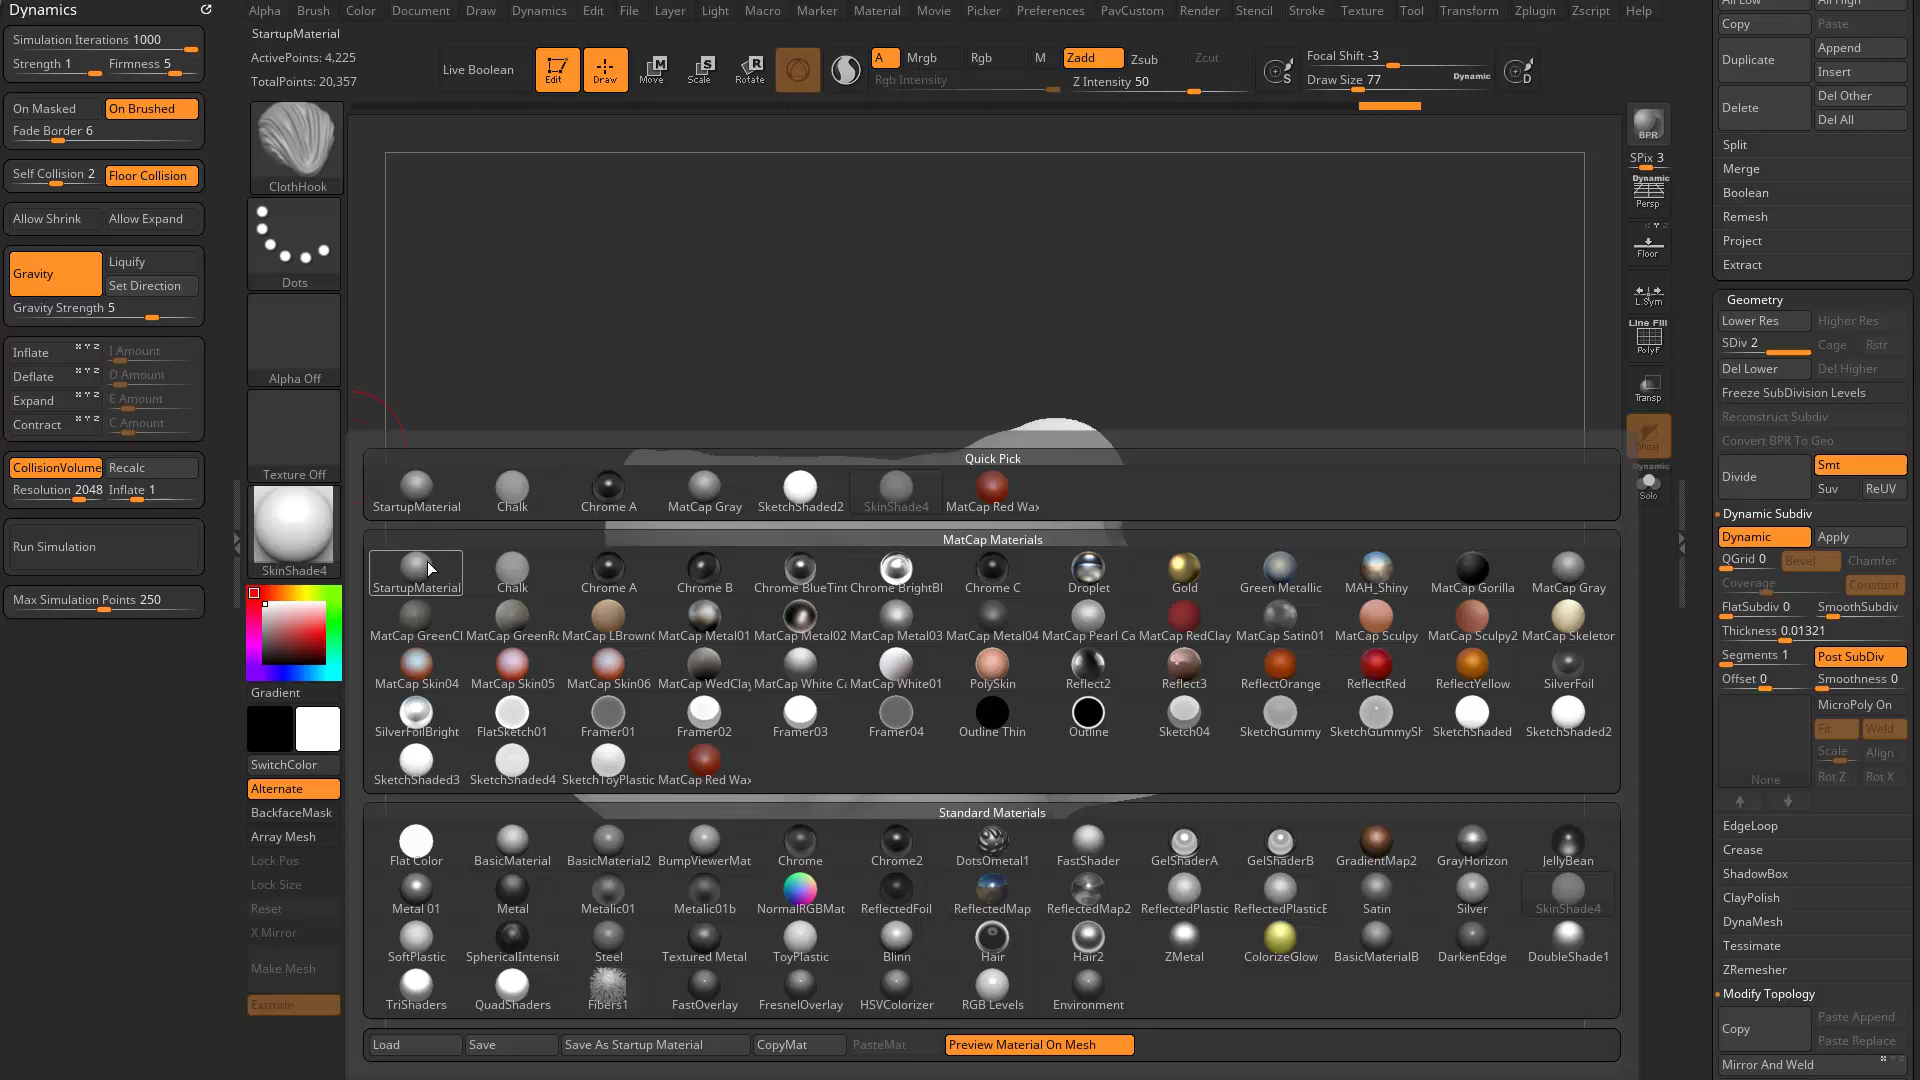 Dynamics
Simulation Iterations 1000
Strength 1 Firmness 5
On Masked On Brushed
Fade Border 6
Self Collision 2 Floor Collision
Allow Shrink Allow Expand
Gravity Liquify
Set Direction
Gravity Strength 5
Inflate X Y Z I Amount
Deflate X Y Z D Amount
Expand X Y Z E Amount
Contract X Y Z C Amount
CollisionVolume Recalc
Resolution 2048 Inflate 1
Run Simulation
Max Simulation Points 250
Alpha Brush Color Document Draw Dynamics Edit File Layer Light Macro Marker Material Movie Picker Preferences PavCustom Render Stencil Stroke Texture Tool Transform Zplugin Zscript Help
StartupMaterial
ActivePoints: 4,225
TotalPoints: 20,357
Live Boolean
Edit Draw Move Scale Rotate
A Mrgb Rgb M
Rgb Intensity
Zadd Zsub Zcut
Z Intensity 50
S
Focal Shift -3
Draw Size 77 Dynamic
D
ClothHook
Dots
Alpha Off
Texture Off
SkinShade4
Gradient
SwitchColor
Alternate
BackfaceMask
Array Mesh
Lock Pos
Lock Size
Reset
X Mirror
Make Mesh
Extrude
Quick Pick
StartupMaterial Chalk Chrome A MatCap Gray SketchShaded2 SkinShade4 MatCap Red Wax
MatCap Materials
StartupMaterial Chalk Chrome A Chrome B Chrome BlueTint Chrome BrightBl Chrome C Droplet Gold Green Metallic MAH_Shiny MatCap Gorilla MatCap Gray
MatCap GreenCl MatCap GreenRo MatCap LBrown MatCap Metal01 MatCap Metal02 MatCap Metal03 MatCap Metal04 MatCap Pearl Ca MatCap RedClay MatCap Satin01 MatCap Sculpy MatCap Sculpy2 MatCap Skeletor
MatCap Skin04 MatCap Skin05 MatCap Skin06 MatCap WedClay MatCap White Ca MatCap White01 PolySkin Reflect2 Reflect3 ReflectOrange ReflectRed ReflectYellow SilverFoil
SilverFoilBright FlatSketch01 Framer01 Framer02 Framer03 Framer04 Outline Thin Outline Sketch04 SketchGummy SketchGummySh SketchShaded SketchShaded2
SketchShaded3 SketchShaded4 SketchToyPlastic MatCap Red Wax
Standard Materials
Flat Color BasicMaterial BasicMaterial2 BumpViewerMat Chrome Chrome2 DotsOmetal1 FastShader GelShaderA GelShaderB GradientMap2 GrayHorizon JellyBean
Metal 01 Metal Metalic01 Metalic01b NormalRGBMat ReflectedFoil ReflectedMap ReflectedMap2 ReflectedPlastic ReflectedPlasticB Satin Silver SkinShade4
SoftPlastic SphericalIntensit Steel Textured Metal ToyPlastic Blinn Hair Hair2 ZMetal ColorizeGlow BasicMaterialB DarkenEdge DoubleShade1
TriShaders QuadShaders Fibers1 FastOverlay FresnelOverlay HSVColorizer RGB Levels Environment
Load Save Save As Startup Material CopyMat PasteMat Preview Material On Mesh
BPR
SPix 3
Dynamic
Persp
Floor
L.Sym
Line Fill
PolyF
Transp
Ghost
Dynamic
Solo
All Low All High
Copy Paste
Duplicate Append
Insert
Delete Del Other
Del All
Split
Merge
Boolean
Remesh
Project
Extract
Geometry
Lower Res Higher Res
SDiv 2 Cage Rstr
Del Lower Del Higher
Freeze SubDivision Levels
Reconstruct Subdiv
Convert BPR To Geo
Divide Smt
Suv ReUV
Dynamic Subdiv
Dynamic Apply
QGrid 0 Bevel Chamfer
Coverage Constant
FlatSubdiv 0 SmoothSubdiv
Thickness 0.01321
Segments 1 Post SubDiv
Offset 0 Smoothness 0
MicroPoly On
Fit Weld
Scale Align
None Rot Z Rot X
EdgeLoop
Crease
ShadowBox
ClayPolish
DynaMesh
Tessimate
ZRemesher
Modify Topology
Copy Paste Append
Paste Replace
Mirror And Weld